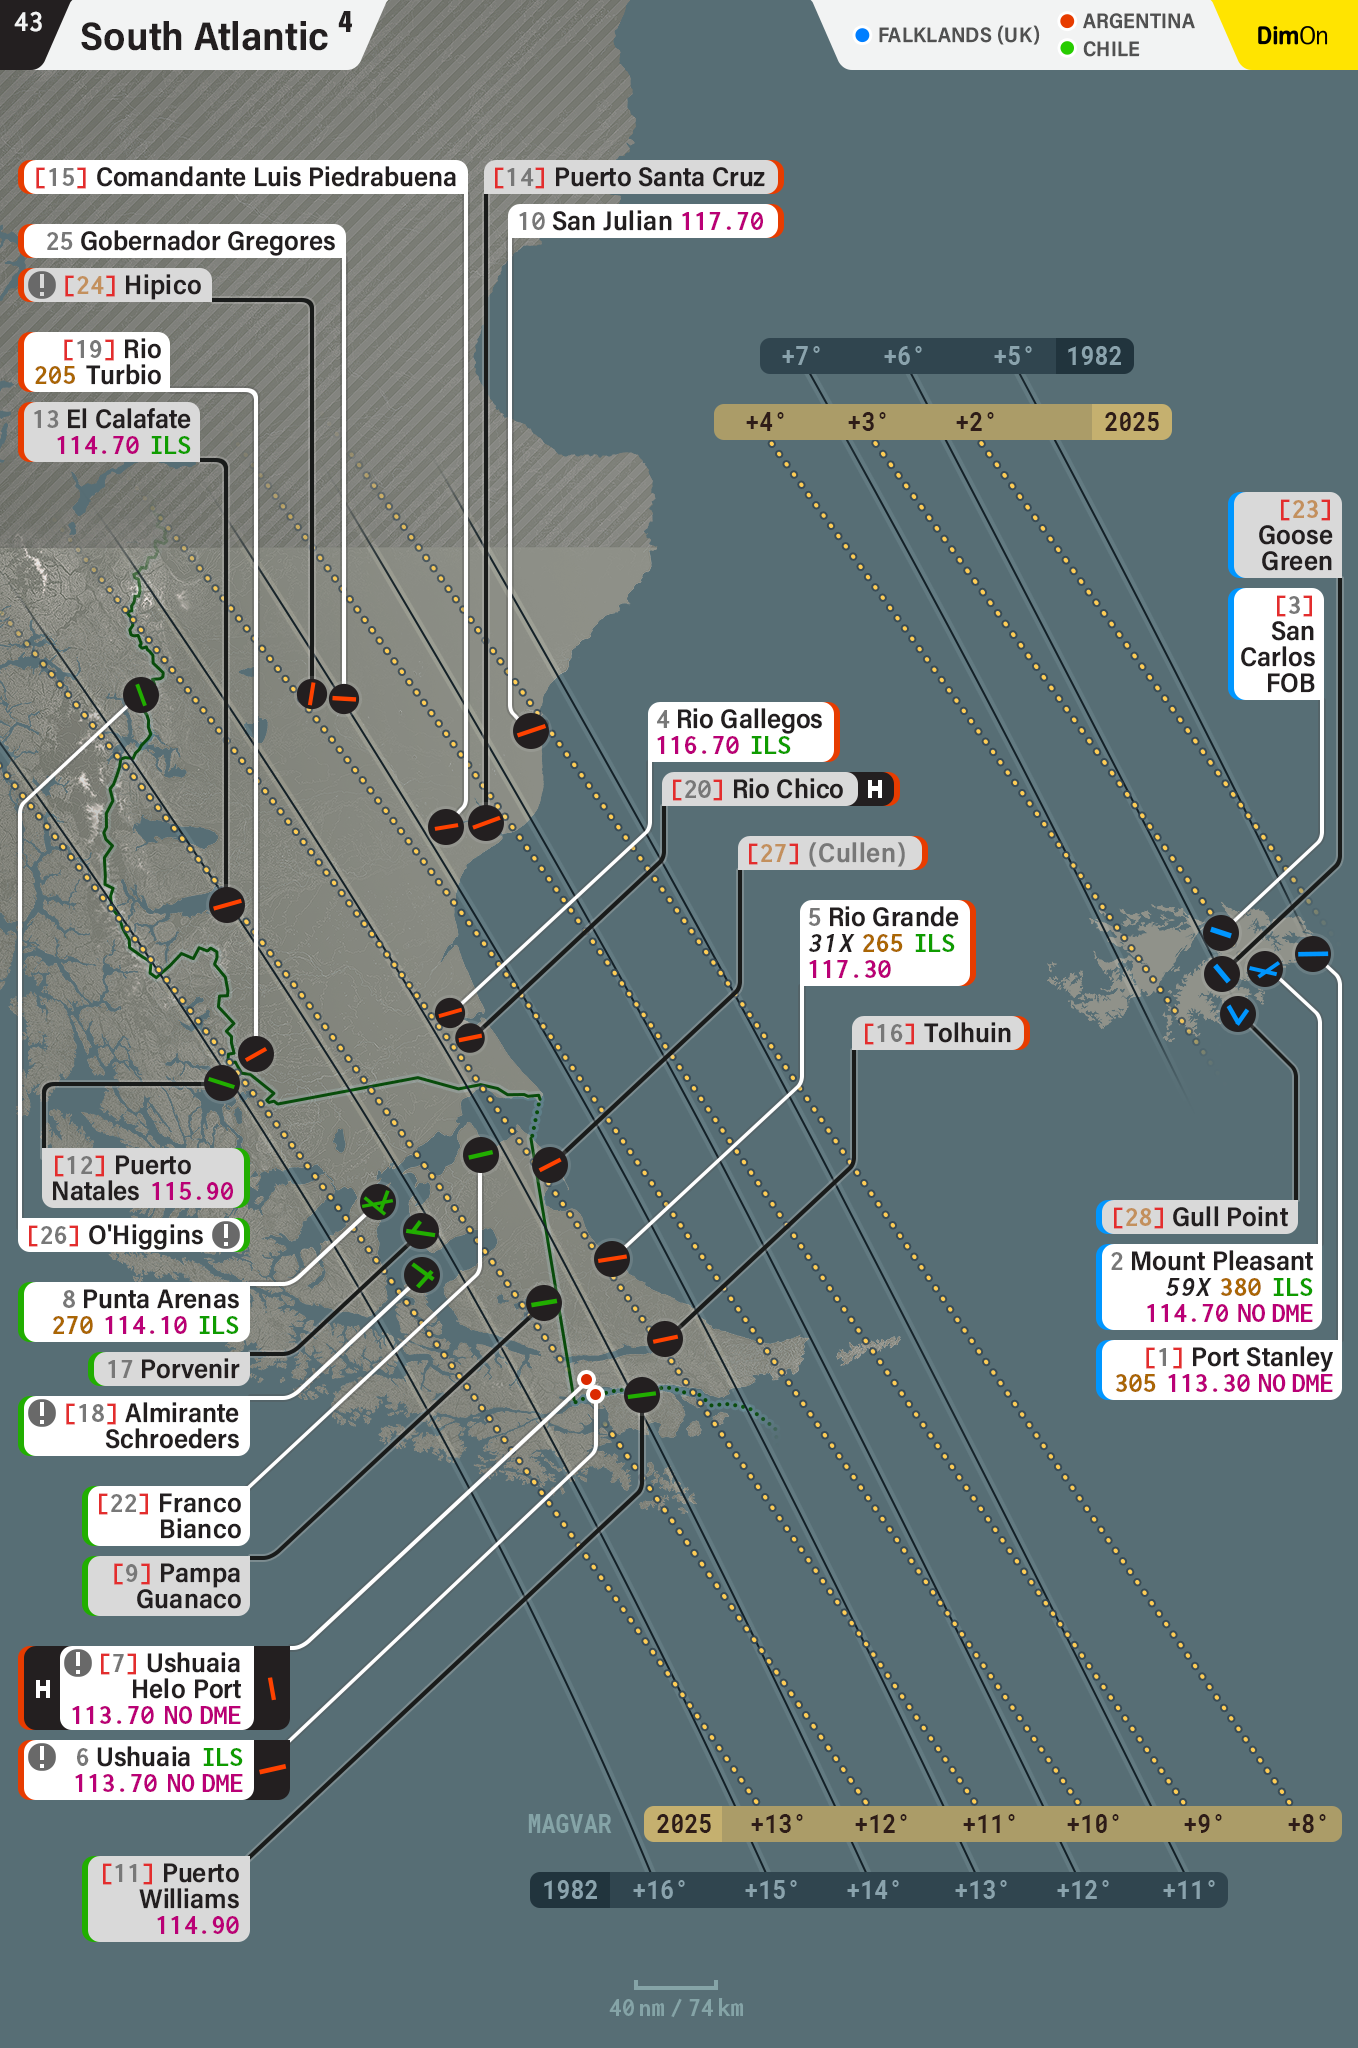 43
South Atlantic 4
FALKLANDS (UK)
ARGENTINA
CHILE
DimOn
[15] Comandante Luis Piedrabuena
[14] Puerto Santa Cruz
10 San Julian 117.70
25 Gobernador Gregores
! [24] Hipico
[19] Rio
205 Turbio
13 El Calafate
114.70 ILS
+7° +6° +5° 1982
+4° +3° +2° 2025
[23]
Goose
Green
[3]
San
Carlos
FOB
4 Rio Gallegos
116.70 ILS
[20] Rio Chico H
[27] (Cullen)
5 Rio Grande
31X 265 ILS
117.30
[16] Tolhuin
[12] Puerto
Natales 115.90
[26] O'Higgins !
8 Punta Arenas
270 114.10 ILS
17 Porvenir
! [18] Almirante
Schroeders
[22] Franco
Bianco
[9] Pampa
Guanaco
H ! [7] Ushuaia
Helo Port
113.70 NO DME
! 6 Ushuaia ILS
113.70 NO DME
[11] Puerto
Williams
114.90
[28] Gull Point
2 Mount Pleasant
59X 380 ILS
114.70 NO DME
[1] Port Stanley
305 113.30 NO DME
MAGVAR 2025 +13° +12° +11° +10° +9° +8°
1982 +16° +15° +14° +13° +12° +11°
40 nm / 74 km